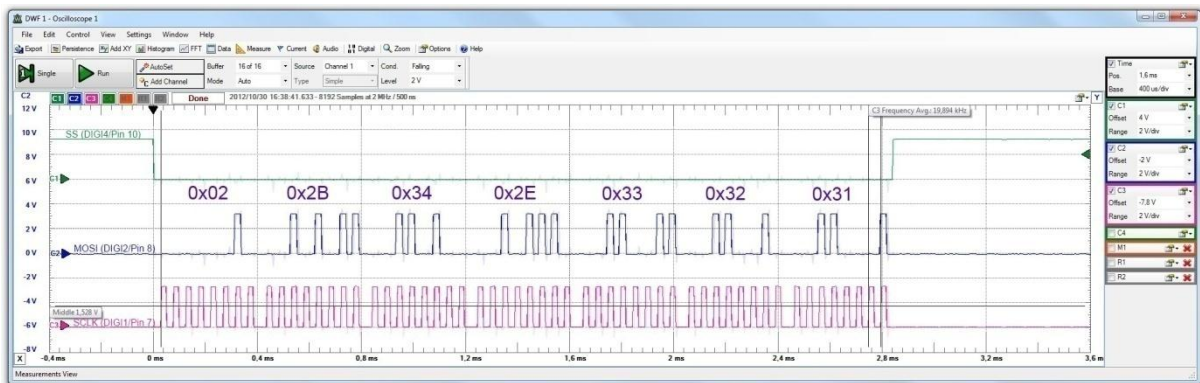 DWF 1 - Oscilloscope 1
File Edit Control View Settings Window Help
Export Persistence Add XY Histogram FFT Data Measure Current Audio Digital Zoom Options Help
Single Run AutoSet Buffer 16 of 16 Source Channel 1 Cond. Falling
Add Channel Mode Auto Type Simple Level 2 V
C2 C1 C2 C3 Done 2012/10/30 16:38:41.633 - 8192 Samples at 2 MHz / 500 ns Y
12 V
10 V
8 V
6 V
4 V
2 V
0 V
-2 V
-4 V
-6 V
-8 V
C3 Frequency Avg.: 19,894 kHz
SS (DIGI4/Pin 10)
C1
0x02 0x2B 0x34 0x2E 0x33 0x32 0x31
C2 MOSI (DIGI2/Pin 8)
Middle 1,528 V
C3 SCLK (DIGI1/Pin 7)
X -0,4 ms 0 ms 0,4 ms 0,8 ms 1,2 ms 1,6 ms 2 ms 2,4 ms 2,8 ms 3,2 ms 3,6 m
Measurements View
Time
Pos. 1.6 ms
Base 400 us/div
C1
Offset 4 V
Range 2 V/div
C2
Offset -2 V
Range 2 V/div
C3
Offset -7.8 V
Range 2 V/div
C4
M1
R1
R2